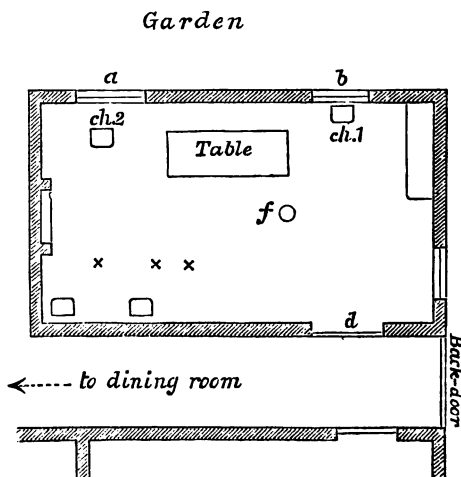 Garden
a
b
ch.2
ch.1
Table
f
d
to dining room
Back-door